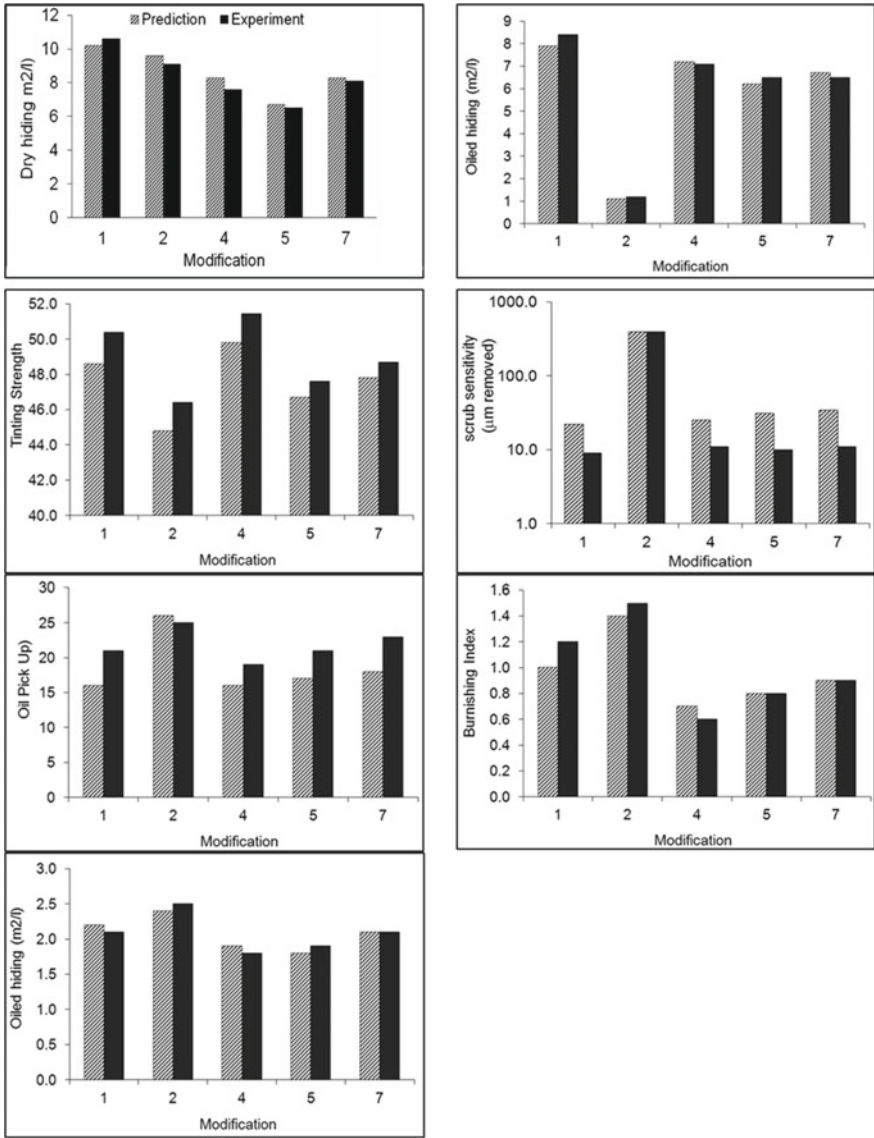 Prediction Experiment
Dry hiding m2/l
12
10
8
6
4
2
0
1 2 4 5 7
Modification
Oiled hiding (m2/l)
9
8
7
6
5
4
3
2
1
0
1 2 4 5 7
Modification
Tinting Strength
52.0
50.0
48.0
46.0
44.0
42.0
40.0
1 2 4 5 7
Modification
scrub sensitivity
(µm removed)
1000.0
100.0
10.0
1.0
1 2 4 5 7
Modification
Oil Pick Up)
30
25
20
15
10
5
0
1 2 4 5 7
Modification
Burnishing Index
1.6
1.4
1.2
1.0
0.8
0.6
0.4
0.2
0.0
1 2 4 5 7
Modification
Oiled hiding (m2/l)
3.0
2.5
2.0
1.5
1.0
0.5
0.0
1 2 4 5 7
Modification